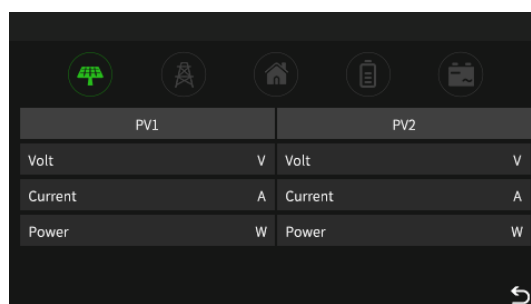 PV1 PV2
Volt V Volt V
Current A Current A
Power W Power W